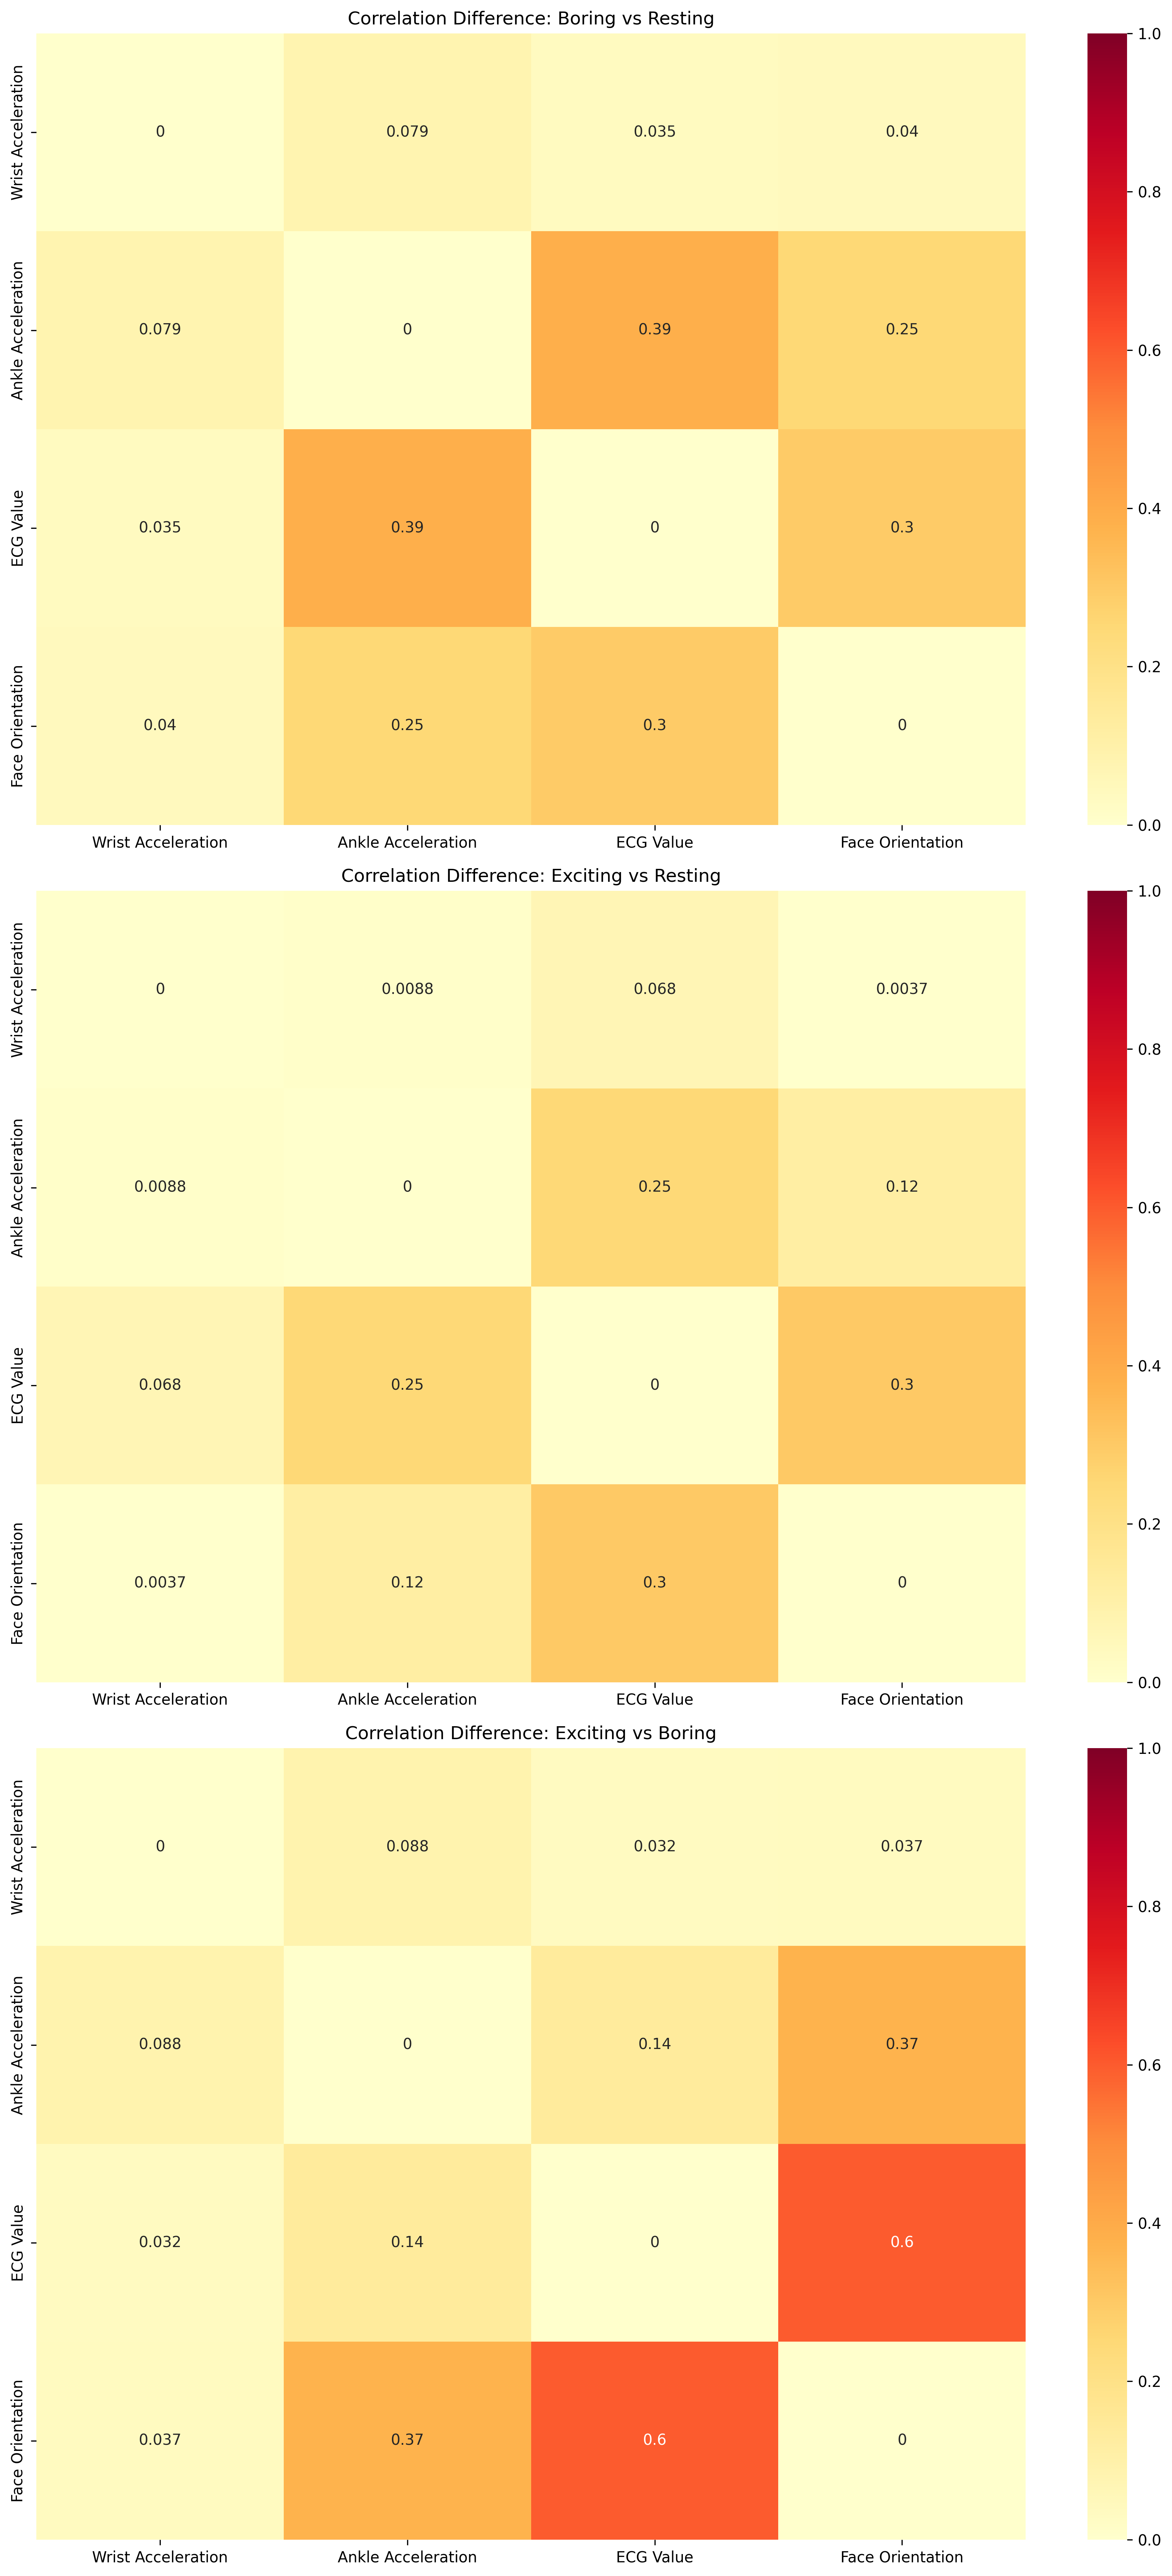 Correlation Difference: Boring vs Resting
Wrist Acceleration
0 0.079 0.035 0.04
Ankle Acceleration
0.079 0 0.39 0.25
ECG Value
0.035 0.39 0 0.3
Face Orientation
0.04 0.25 0.3 0
Wrist Acceleration Ankle Acceleration ECG Value Face Orientation
1.0
0.8
0.6
0.4
0.2
0.0
Correlation Difference: Exciting vs Resting
Wrist Acceleration
0 0.0088 0.068 0.0037
Ankle Acceleration
0.0088 0 0.25 0.12
ECG Value
0.068 0.25 0 0.3
Face Orientation
0.0037 0.12 0.3 0
Wrist Acceleration Ankle Acceleration ECG Value Face Orientation
1.0
0.8
0.6
0.4
0.2
0.0
Correlation Difference: Exciting vs Boring
Wrist Acceleration
0 0.088 0.032 0.037
Ankle Acceleration
0.088 0 0.14 0.37
ECG Value
0.032 0.14 0 0.6
Face Orientation
0.037 0.37 0.6 0
Wrist Acceleration Ankle Acceleration ECG Value Face Orientation
1.0
0.8
0.6
0.4
0.2
0.0